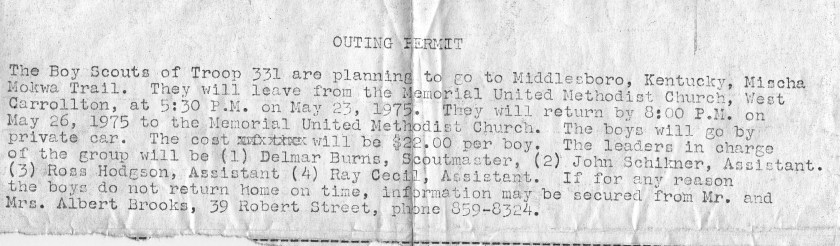 OUTING PERMIT
The Boy Scouts of Troop 331 are planning to go to Middlesboro, Kentucky, Mischa
Mokwa Trail. They will leave from the Memorial United Methodist Church, West
Carrollton, at 5:30 P.M. on May 23, 1975. They will return by 8:00 P.M. on
May 26, 1975 to the Memorial United Methodist Church. The boys will go by
private car. The cost will be $22.00 per boy. The leaders in charge
of the group will be (1) Delmar Burns, Scoutmaster, (2) John Schikner, Assistant.
(3) Ross Hodgson, Assistant (4) Ray Cecil, Assistant. If for any reason
the boys do not return home on time, information may be secured from Mr. and
Mrs. Albert Brooks, 39 Robert Street, phone 859-8324.